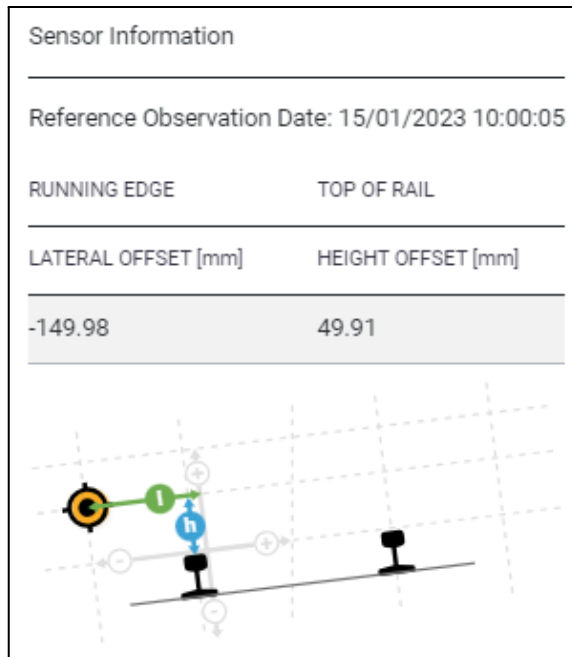 Sensor Information
Reference Observation Date: 15/01/2023 10:00:05
RUNNING EDGE TOP OF RAIL
LATERAL OFFSET [mm] HEIGHT OFFSET [mm]
-149.98 49.91
+
l
h
+
-
-